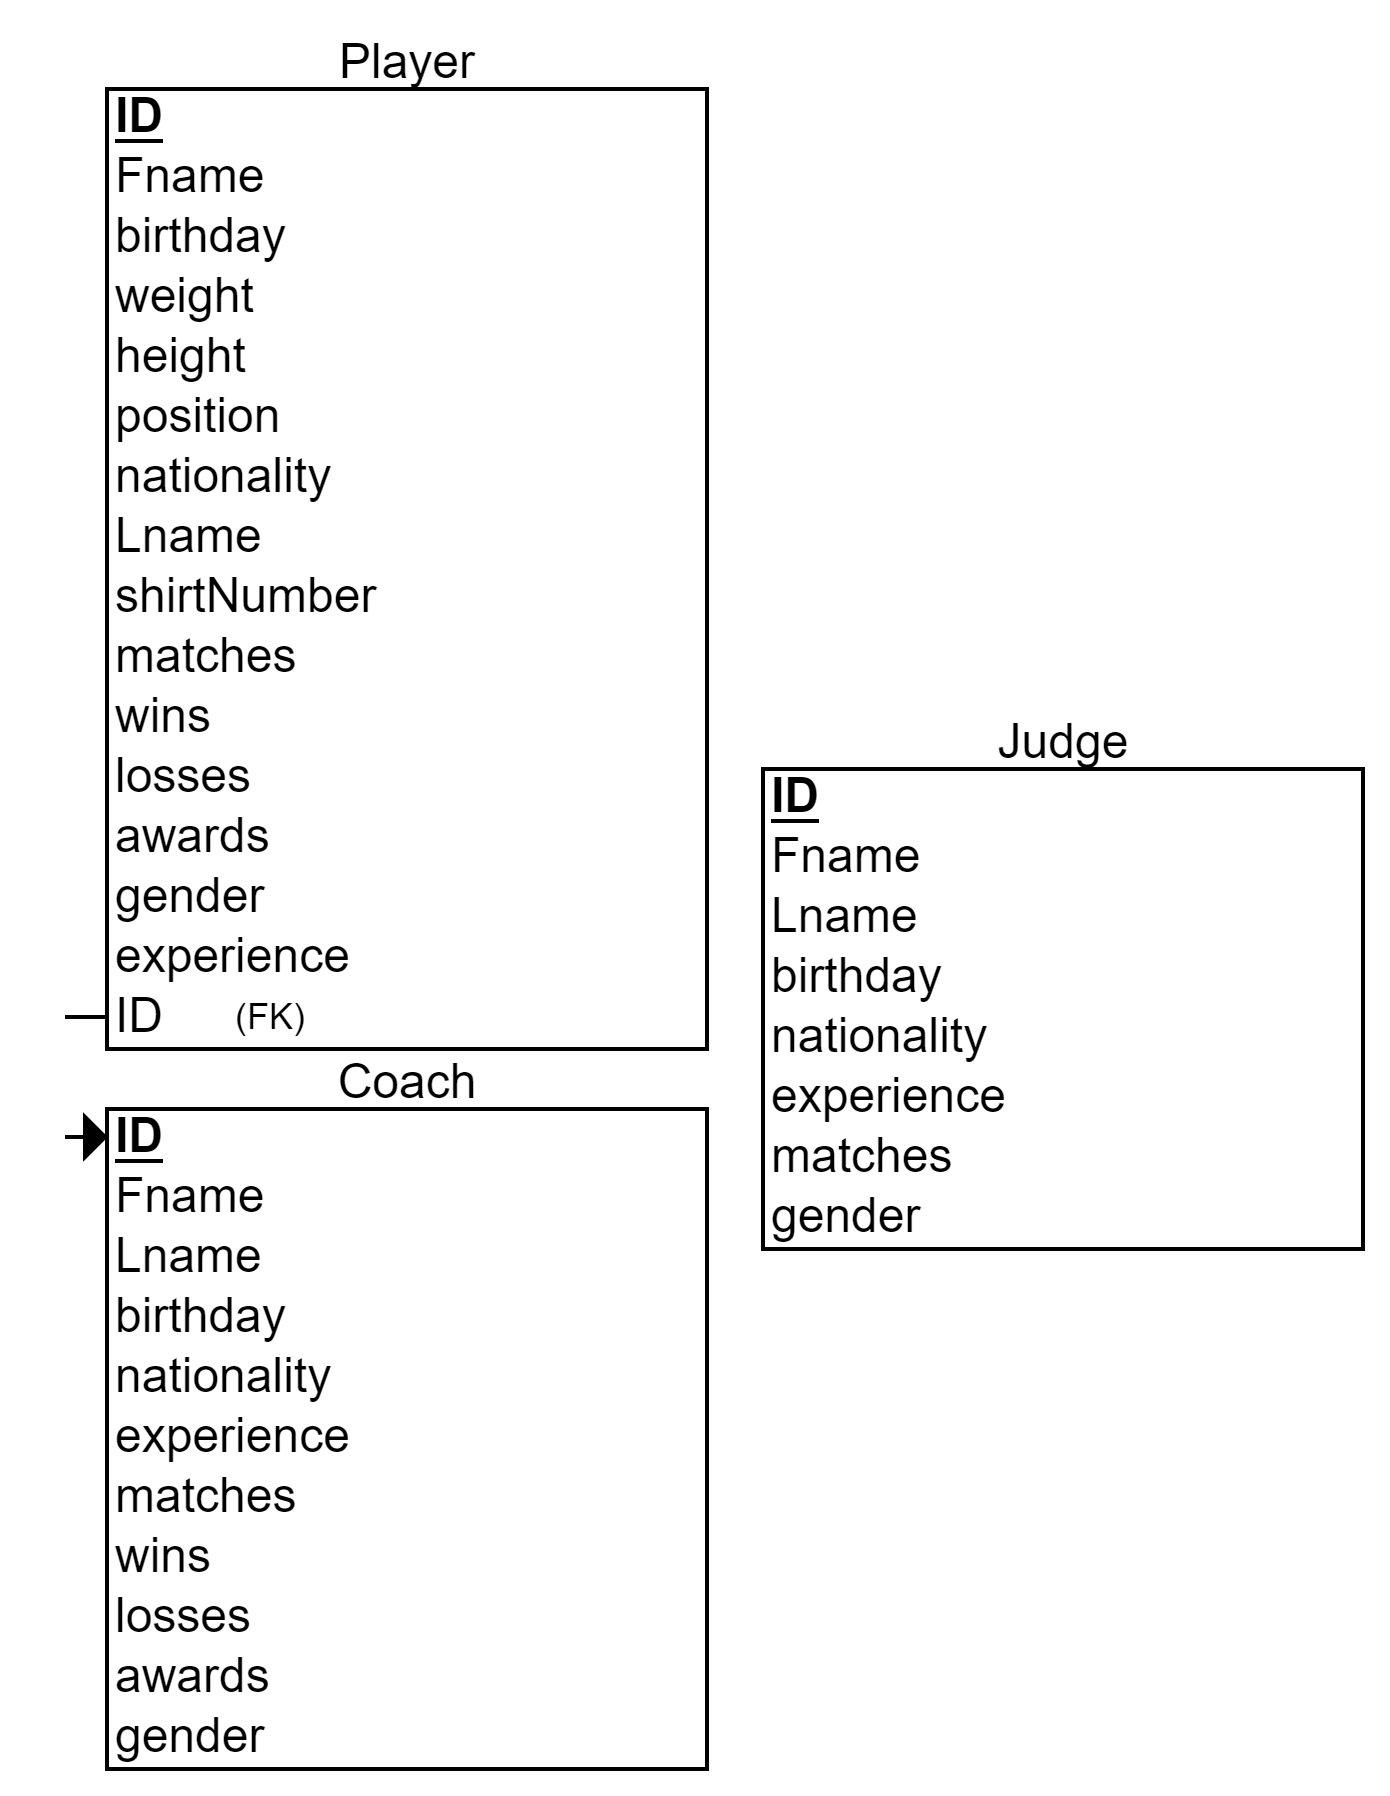 Player
ID
Fname
birthday
weight
height
position
nationality
Lname
shirtNumber
matches
wins
losses
awards
gender
experience
ID (FK)
Coach
ID
Fname
Lname
birthday
nationality
experience
matches
wins
losses
awards
gender
Judge
ID
Fname
Lname
birthday
nationality
experience
matches
gender